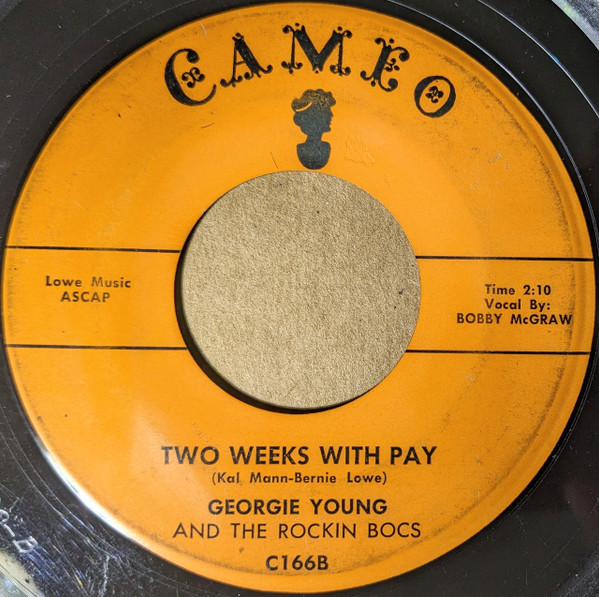 CAMEO
Lowe Music
ASCAP
Time 2:10
Vocal By:
BOBBY McGRAW
TWO WEEKS WITH PAY
(Kal Mann-Bernie Lowe)
GEORGIE YOUNG
AND THE ROCKIN BOCS
C166B